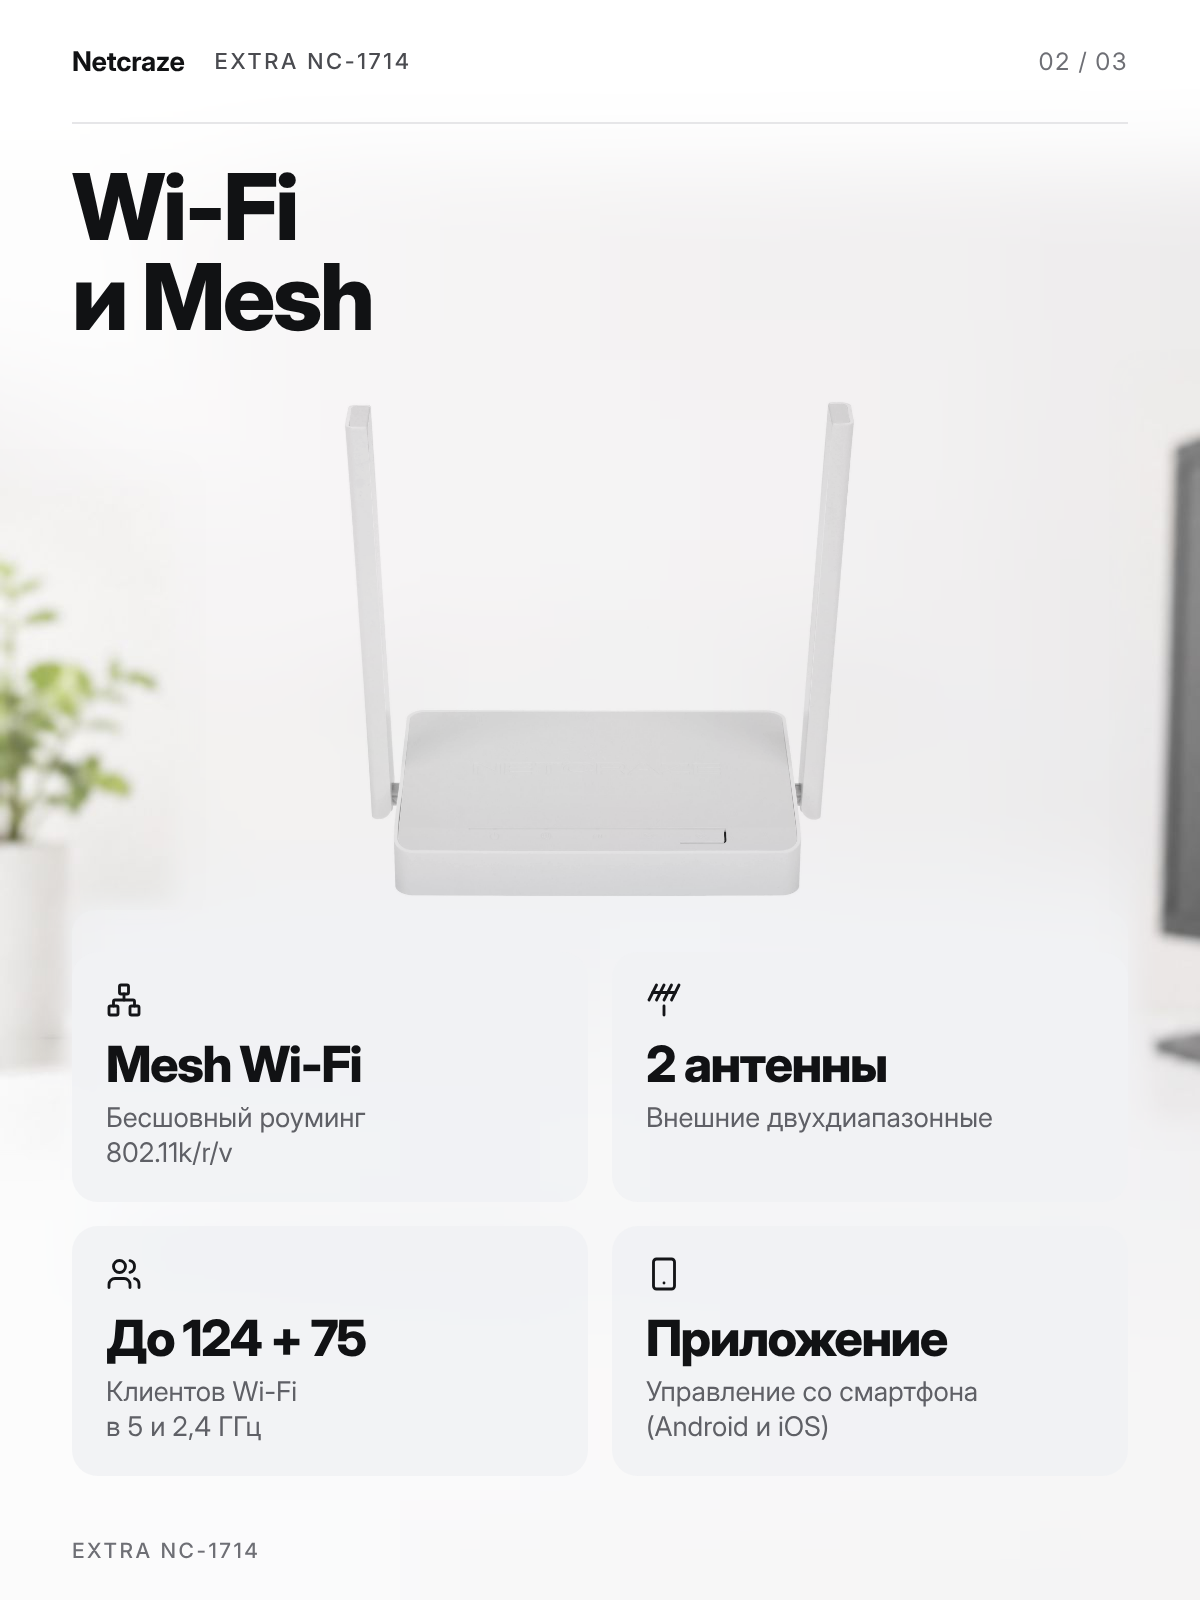 Netcraze EXTRA NC-1714 02 / 03
Wi-Fi
и Mesh
Mesh Wi-Fi
Бесшовный роуминг
802.11k/r/v
2 антенны
Внешние двухдиапазонные
До 124 + 75
Клиентов Wi-Fi
в 5 и 2,4 ГГц
Приложение
Управление со смартфона
(Android и iOS)
EXTRA NC-1714